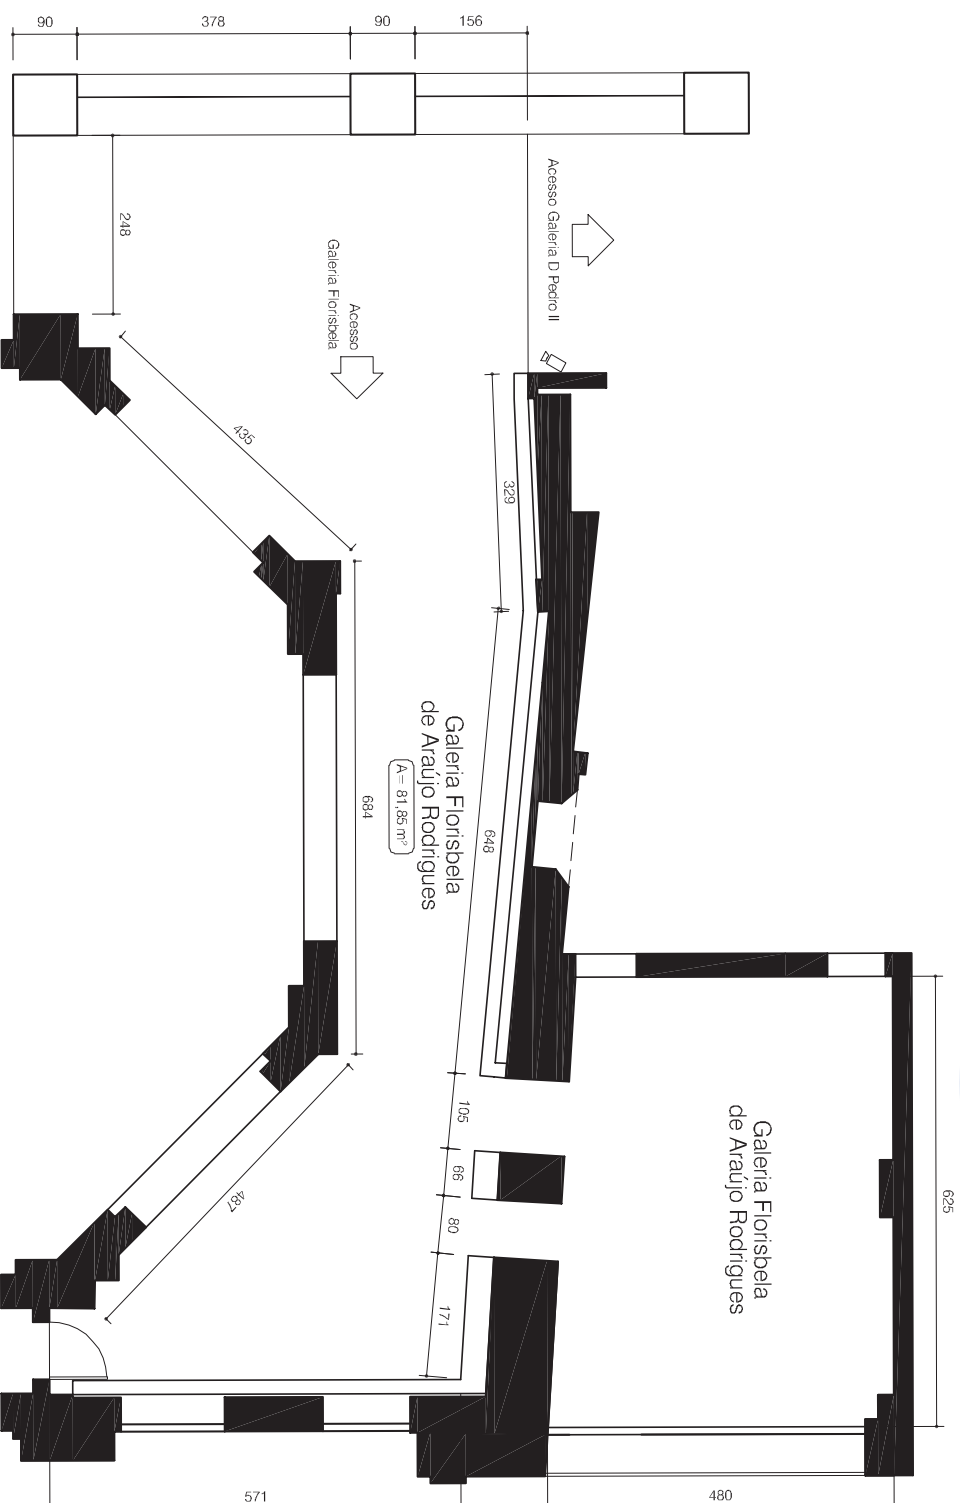 90
378
90
156
Acesso Galeria D Pedro II
248
Acesso
Galeria Florisbela
435
329
684
648
Galeria Florisbela
de Araújo Rodrigues
A= 81,85 m²
105
66
80
171
487
Galeria Florisbela
de Araújo Rodrigues
625
571
480